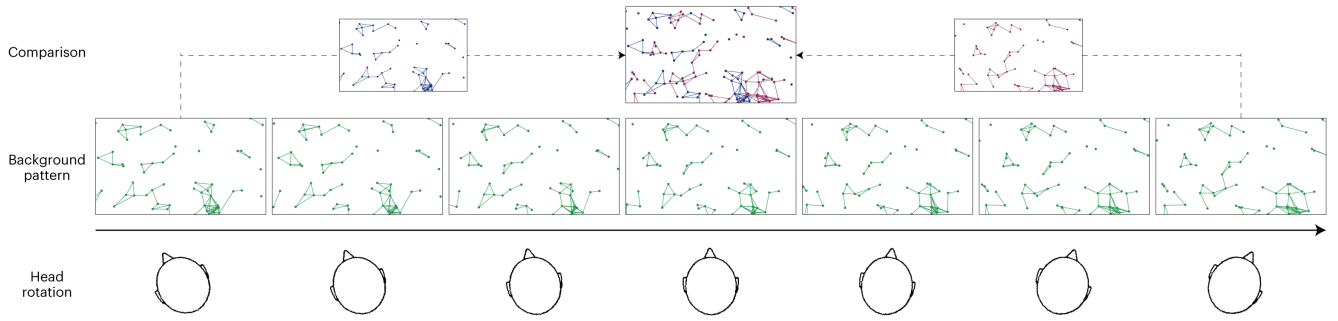 Comparison
Background
pattern
Head
rotation